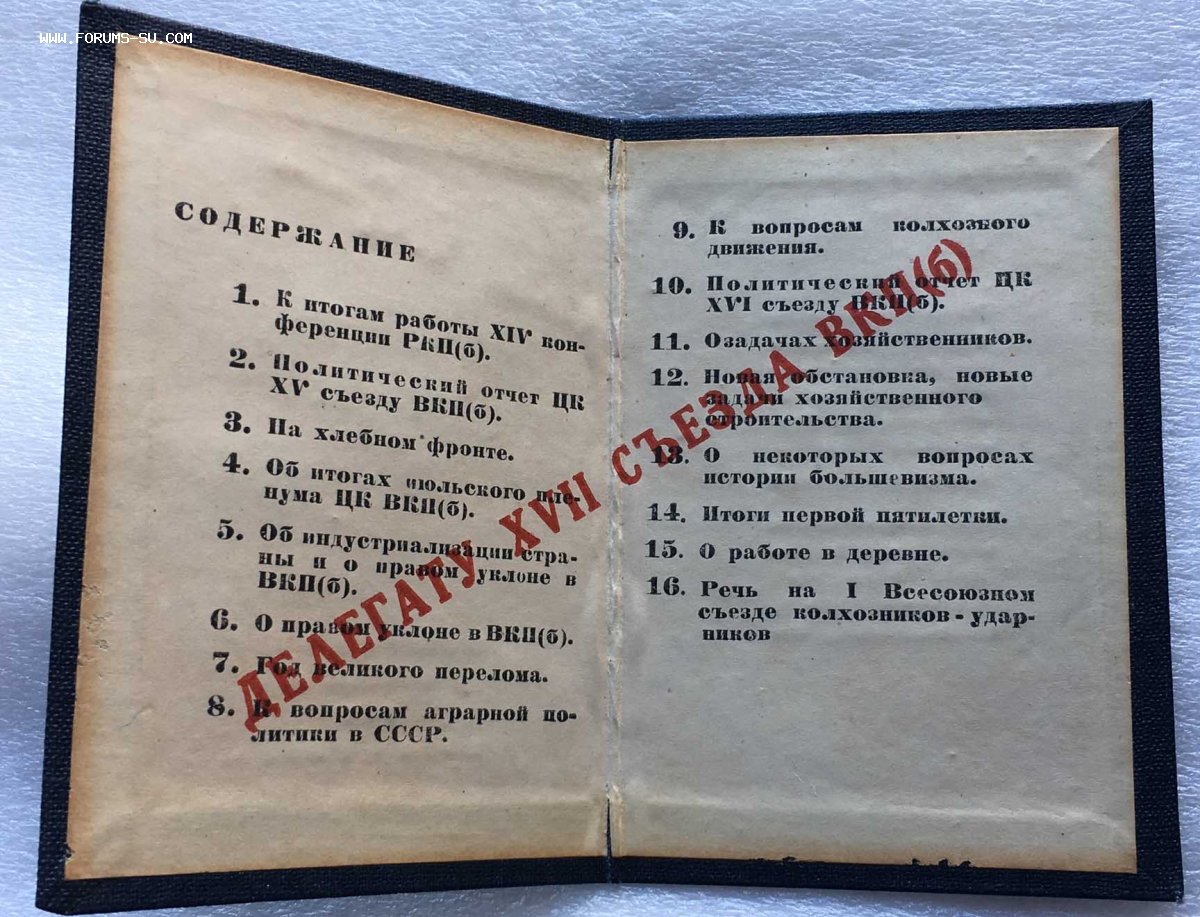 WWW.FORUMS-SU.COM
СОДЕРЖАНИЕ
1. К итогам работы XIV кон-
ференции РКП(б).
2. Политический отчет ЦК
XV съезду ВКП(б).
3. На хлебном фронте.
4. Об итогах июльского пле-
нума ЦК ВКП(б).
5. Об индустриализации стра-
ны и о правом уклоне в
ВКП(б).
6. О правом уклоне в ВКП(б).
7. Год великого перелома.
8. К вопросам аграрной по-
литики в СССР.
9. К вопросам колхозного
движения.
10. Политический отчет ЦК
XVI съезду ВКП(б).
11. О задачах хозяйственников.
12. Новая обстановка, новые
задачи хозяйственного
строительства.
13. О некоторых вопросах
истории большевизма.
14. Итоги первой пятилетки.
15. О работе в деревне.
16. Речь на I Всесоюзном
съезде колхозников-удар-
ников
ДЕЛЕГАТУ XVII СЪЕЗДА ВКП(б)